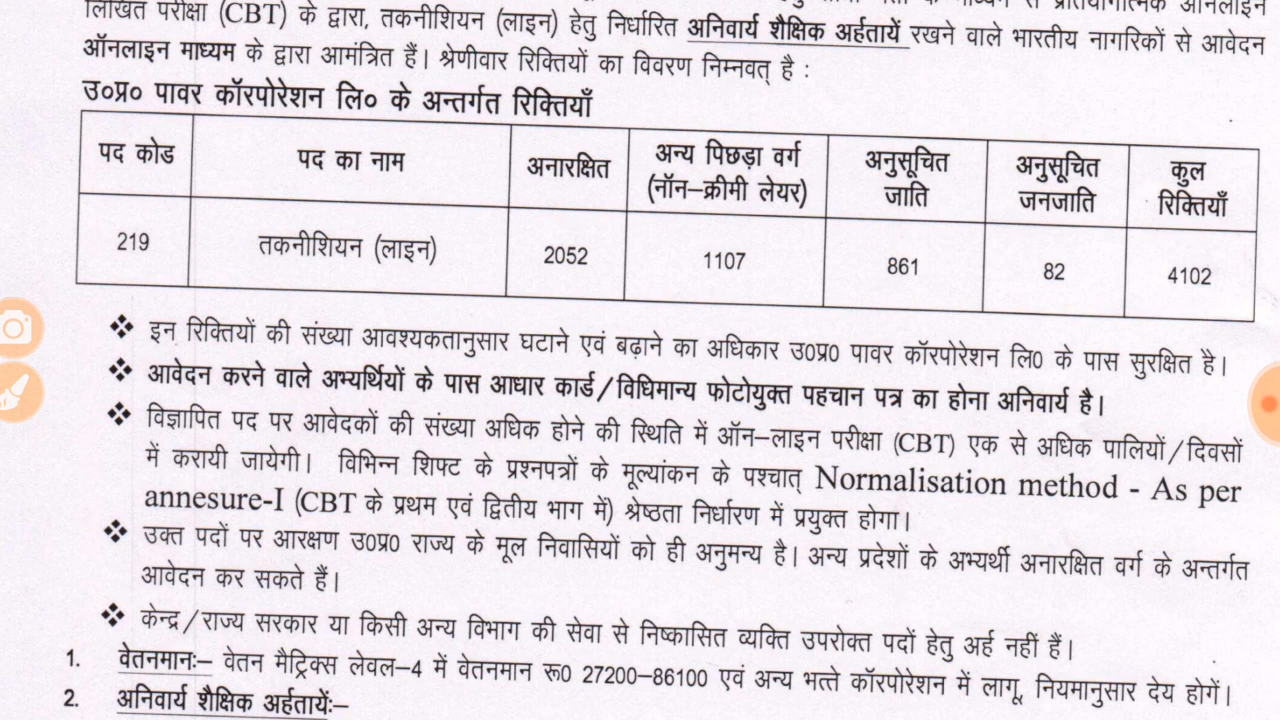 लिखित परीक्षा (CBT) के द्वारा, तकनीशियन (लाइन) हेतु निर्धारित अनिवार्य शैक्षिक अर्हतायें रखने वाले भारतीय नागरिकों से आवेदन
ऑनलाइन माध्यम के द्वारा आमंत्रित हैं। श्रेणीवार रिक्तियों का विवरण निम्नवत् है :
उ०प्र० पावर कॉरपोरेशन लि० के अन्तर्गत रिक्तियाँ
पद कोड पद का नाम अनारक्षित अन्य पिछड़ा वर्ग (नॉन–क्रीमी लेयर) अनुसूचित जाति अनुसूचित जनजाति कुल रिक्तियाँ
219 तकनीशियन (लाइन) 2052 1107 861 82 4102
❖ इन रिक्तियों की संख्या आवश्यकतानुसार घटाने एवं बढ़ाने का अधिकार उ०प्र० पावर कॉरपोरेशन लि० के पास सुरक्षित है।
❖ आवेदन करने वाले अभ्यर्थियों के पास आधार कार्ड/विधिमान्य फोटोयुक्त पहचान पत्र का होना अनिवार्य है।
❖ विज्ञापित पद पर आवेदकों की संख्या अधिक होने की स्थिति में ऑन–लाइन परीक्षा (CBT) एक से अधिक पालियों/दिवसों
में करायी जायेगी। विभिन्न शिफ्ट के प्रश्नपत्रों के मूल्यांकन के पश्चात् Normalisation method - As per
annesure-I (CBT के प्रथम एवं द्वितीय भाग में) श्रेष्ठता निर्धारण में प्रयुक्त होगा।
❖ उक्त पदों पर आरक्षण उ०प्र० राज्य के मूल निवासियों को ही अनुमन्य है। अन्य प्रदेशों के अभ्यर्थी अनारक्षित वर्ग के अन्तर्गत
आवेदन कर सकते हैं।
❖ केन्द्र/राज्य सरकार या किसी अन्य विभाग की सेवा से निष्कासित व्यक्ति उपरोक्त पदों हेतु अर्ह नहीं हैं।
1. वेतनमानः– वेतन मैट्रिक्स लेवल–4 में वेतनमान रू0 27200–86100 एवं अन्य भत्ते कॉरपोरेशन में लागू, नियमानुसार देय होगें।
2. अनिवार्य शैक्षिक अर्हतायेंः–